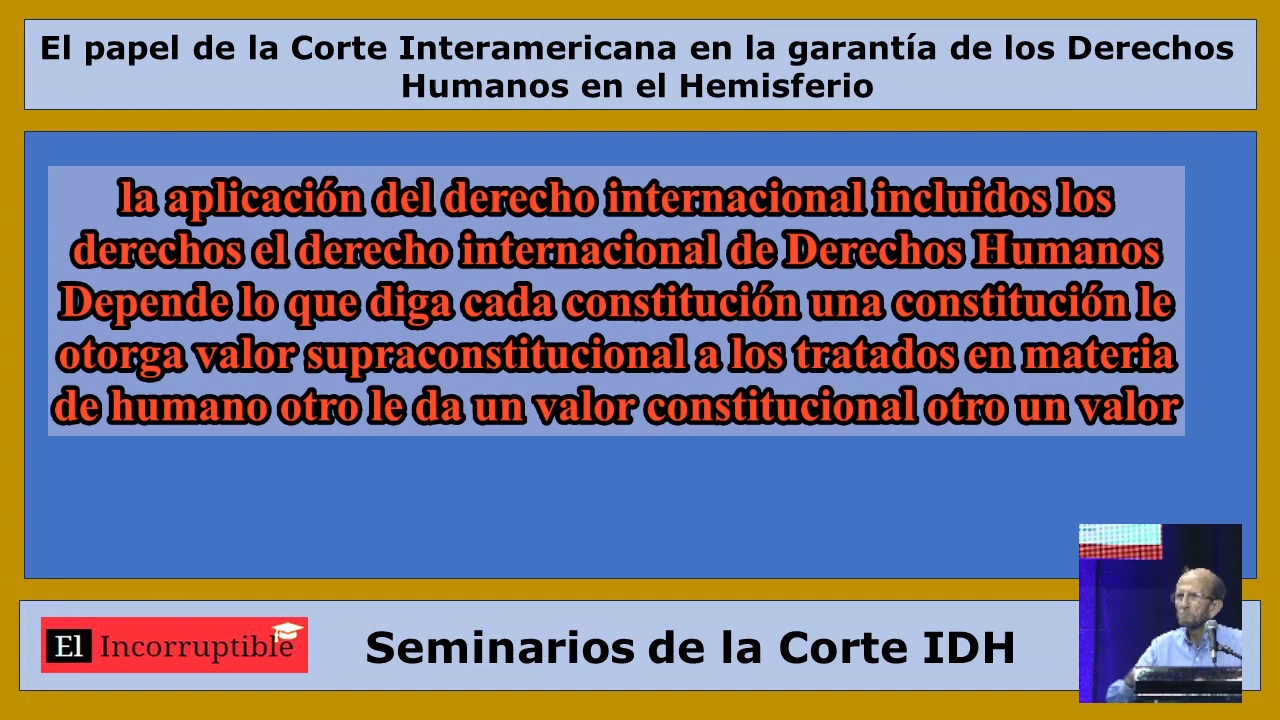 El papel de la Corte Interamericana en la garantía de los Derechos
Humanos en el Hemisferio
la aplicación del derecho internacional incluidos los
derechos el derecho internacional de Derechos Humanos
Depende lo que diga cada constitución una constitución le
otorga valor supraconstitucional a los tratados en materia
de humano otro le da un valor constitucional otro un valor
El Incorruptible
Seminarios de la Corte IDH